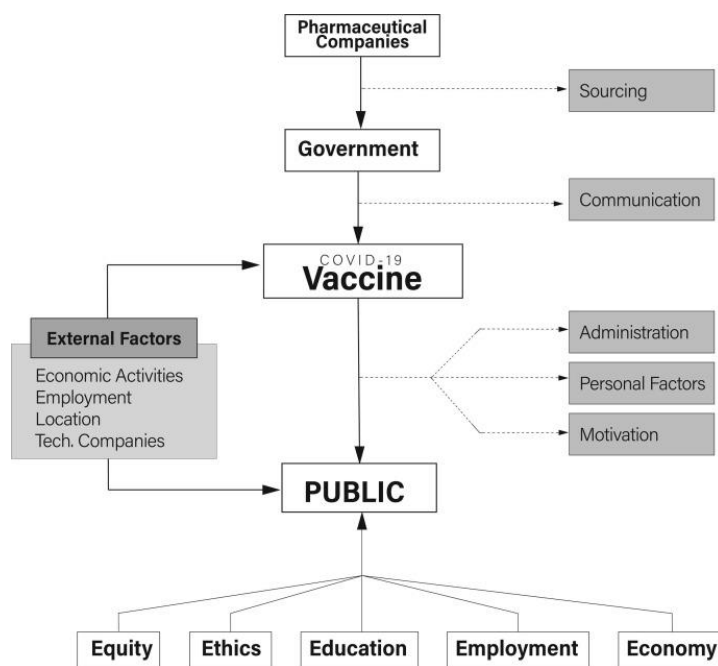 Pharmaceutical
Companies
Sourcing
Government
Communication
COVID-19
Vaccine
External Factors
Economic Activities
Employment
Location
Tech. Companies
Administration
Personal Factors
Motivation
PUBLIC
Equity
Ethics
Education
Employment
Economy